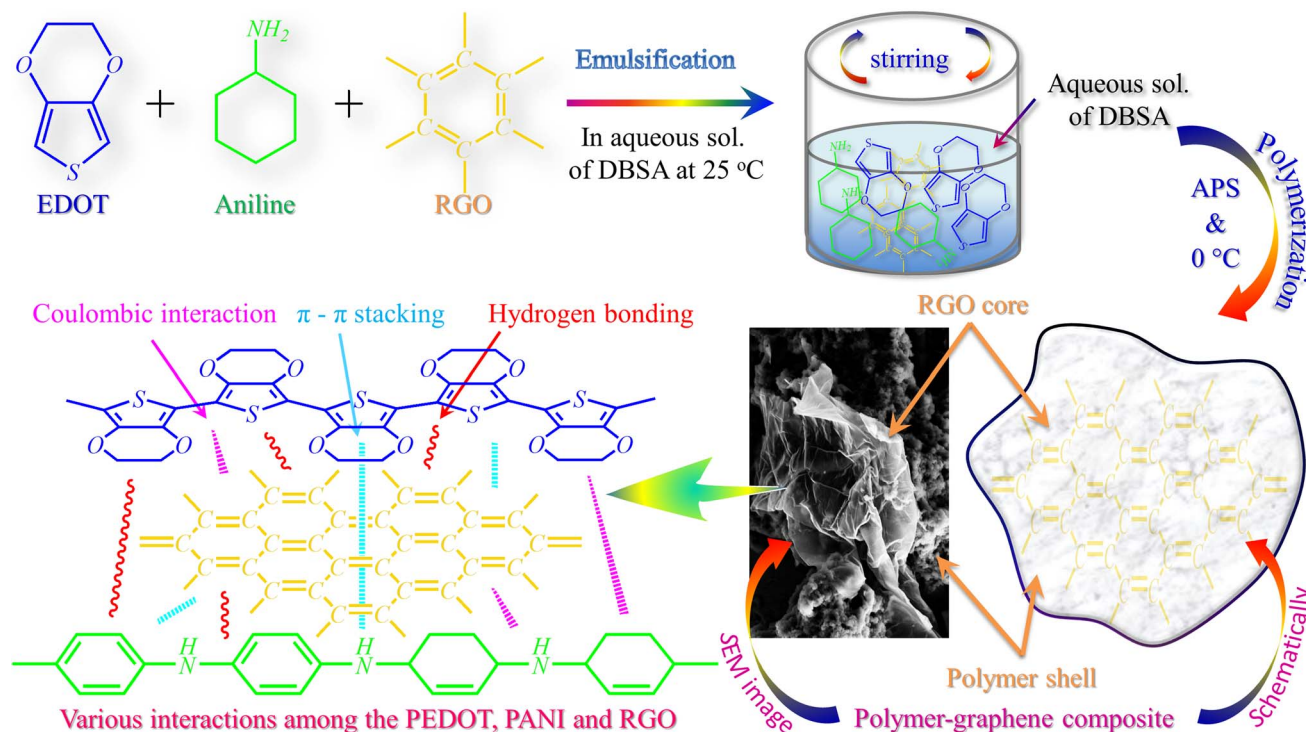 NH2
O
O
S
EDOT
+
Aniline
+
C
C
C
C
C
C
RGO
Emulsification
In aqueous sol.
of DBSA at 25 °C
stirring
Aqueous sol.
of DBSA
Polymerization
APS
&
0 °C
Coulombic interaction
π - π stacking
Hydrogen bonding
RGO core
H
N
H
N
H
N
Various interactions among the PEDOT, PANI and RGO
SEM image
Polymer shell
Polymer-graphene composite
Schematically